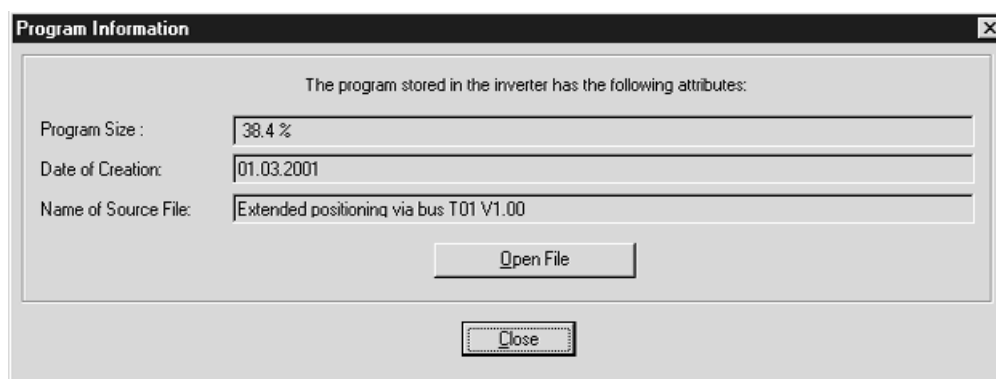 Program Information
The program stored in the inverter has the following attributes:
Program Size : 38.4 %
Date of Creation: 01.03.2001
Name of Source File: Extended positioning via bus T01 V1.00
Open File
Close